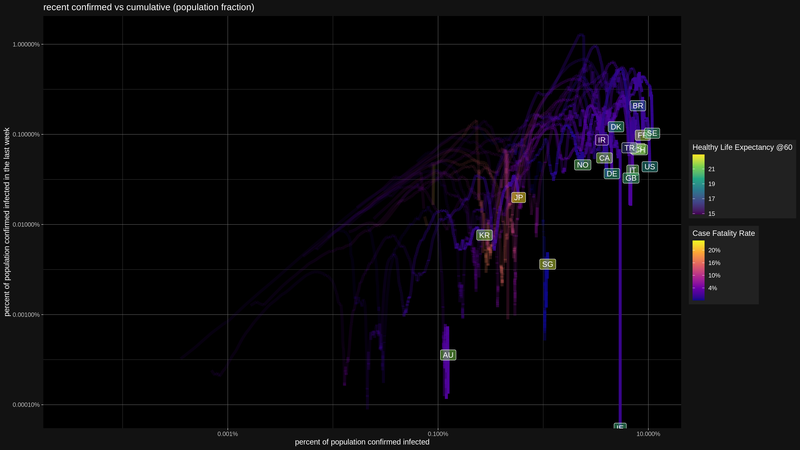 recent confirmed vs cumulative (population fraction)
percent of population confirmed infected in the last week
1.00000%
0.10000%
0.01000%
0.00100%
0.00010%
BR
DK
SE
IR
TR
CH
CA
NO
US
IT
DE
GB
JP
KR
SG
AU
IE
0.001%
0.100%
10.000%
percent of population confirmed infected
Healthy Life Expectancy @60
21
19
17
15
Case Fatality Rate
20%
16%
10%
4%